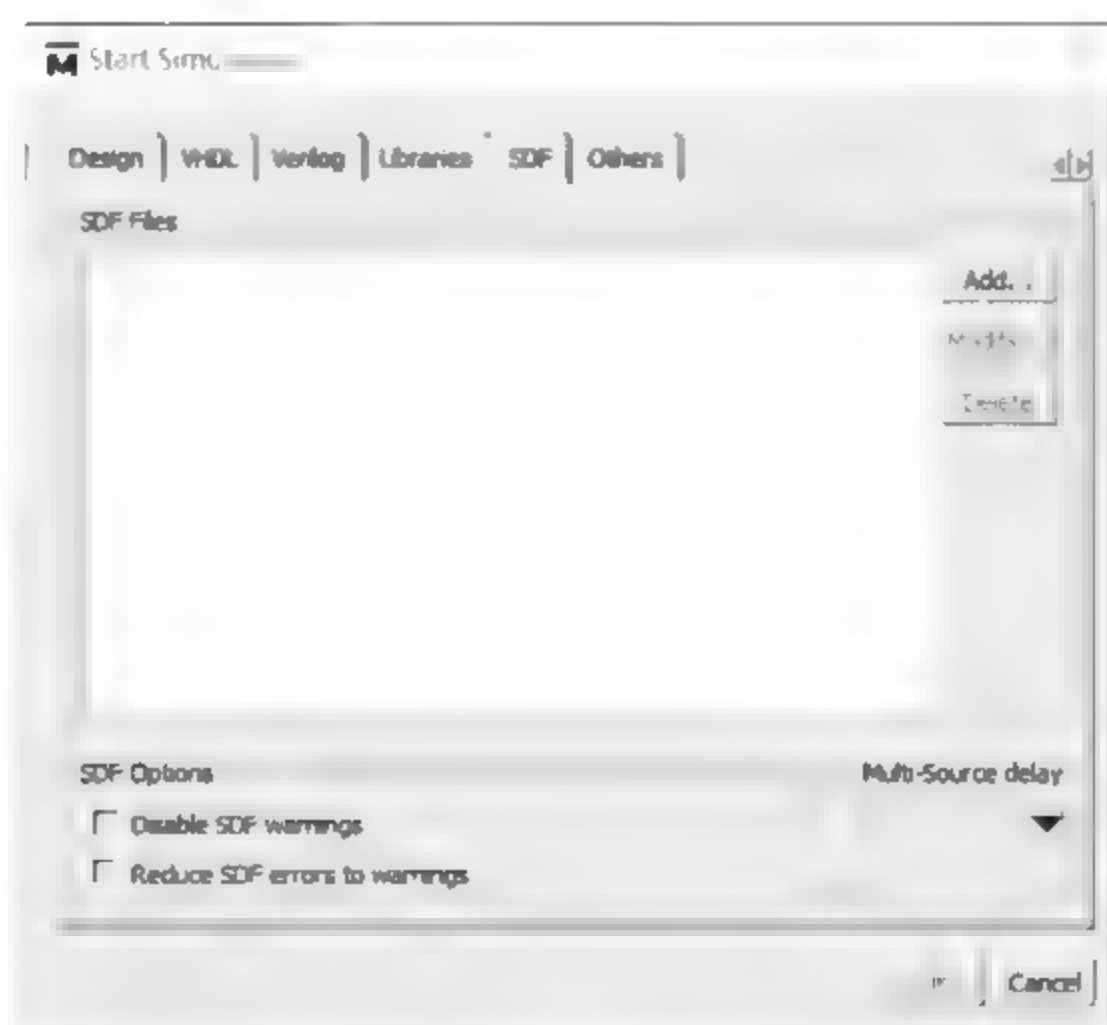 Start
Design VHDL Verilog Libraries SDF Others
SDF Files
Add...
SDF Options Multi-Source delay
Disable SDF warnings
Reduce SDF errors to warnings
Cancel